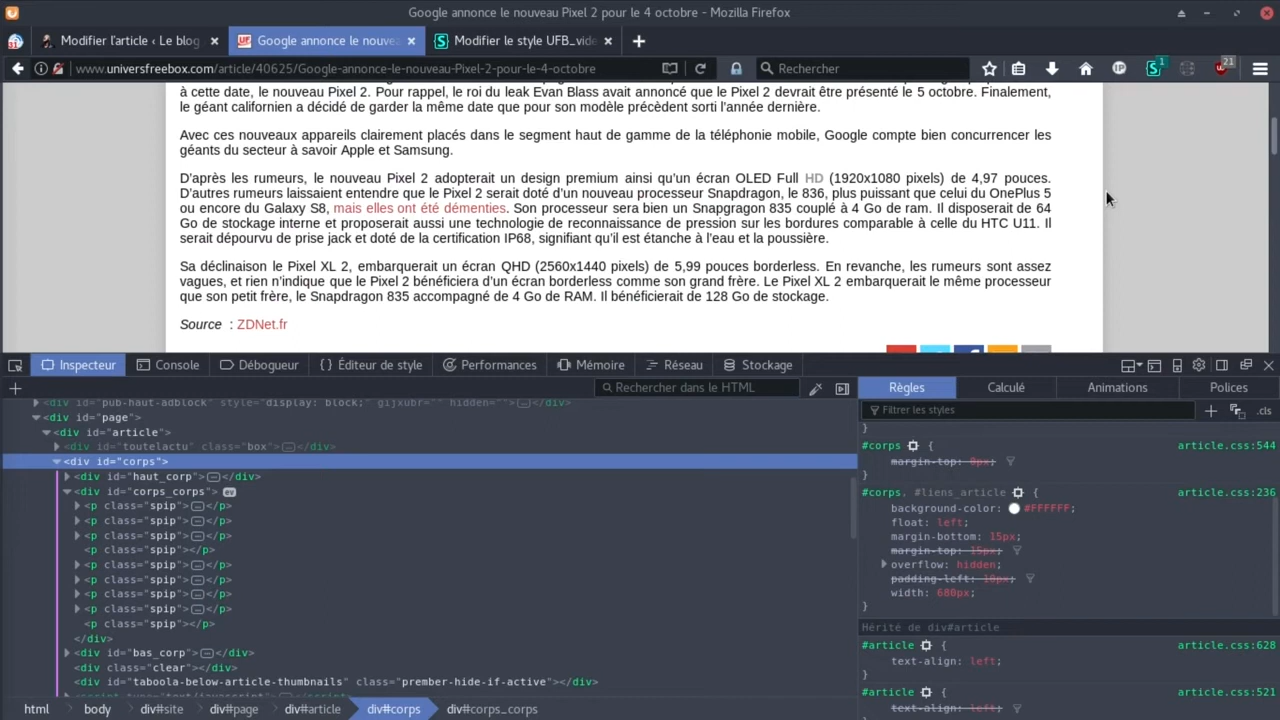 Google annonce le nouveau Pixel 2 pour le 4 octobre - Mozilla Firefox
31 Modifier l'article ‹ Le blog × UF Google annonce le nouve × S Modifier le style UFB_vide × +
www.universfreebox.com/article/40625/Google-annonce-le-nouveau-Pixel-2-pour-le-4-octobre Rechercher 1 21
à cette date, le nouveau Pixel 2. Pour rappel, le roi du leak Evan Blass avait annoncé que le Pixel 2 devrait être présenté le 5 octobre. Finalement,
le géant californien a décidé de garder la même date que pour son modèle précèdent sorti l'année dernière.
Avec ces nouveaux appareils clairement placés dans le segment haut de gamme de la téléphonie mobile, Google compte bien concurrencer les
géants du secteur à savoir Apple et Samsung.
D'après les rumeurs, le nouveau Pixel 2 adopterait un design premium ainsi qu'un écran OLED Full HD (1920x1080 pixels) de 4,97 pouces.
D'autres rumeurs laissaient entendre que le Pixel 2 serait doté d'un nouveau processeur Snapdragon, le 836, plus puissant que celui du OnePlus 5
ou encore du Galaxy S8, mais elles ont été démenties. Son processeur sera bien un Snapgragon 835 couplé à 4 Go de ram. Il disposerait de 64
Go de stockage interne et proposerait aussi une technologie de reconnaissance de pression sur les bordures comparable à celle du HTC U11. Il
serait dépourvu de prise jack et doté de la certification IP68, signifiant qu'il est étanche à l'eau et la poussière.
Sa déclinaison le Pixel XL 2, embarquerait un écran QHD (2560x1440 pixels) de 5,99 pouces borderless. En revanche, les rumeurs sont assez
vagues, et rien n'indique que le Pixel 2 bénéficiera d'un écran borderless comme son grand frère. Le Pixel XL 2 embarquerait le même processeur
que son petit frère, le Snapdragon 835 accompagné de 4 Go de RAM. Il bénéficierait de 128 Go de stockage.
Source : ZDNet.fr
Inspecteur Console Débogueur Éditeur de style Performances Mémoire Réseau Stockage
+ Rechercher dans le HTML
<div id="pub-haut-adblock" style="display: block;" gijxubr="" hidden=""></div>
<div id="page">
<div id="article">
<div id="toutelactu" class="box"></div>
<div id="corps">
<div id="haut_corp"></div>
<div id="corps_corps"> ev
<p class="spip"></p>
<p class="spip"></p>
<p class="spip"></p>
<p class="spip"></p>
<p class="spip"></p>
<p class="spip"></p>
<p class="spip"></p>
<p class="spip"></p>
<p class="spip"></p>
</div>
<div id="bas_corp"></div>
<div class="clear"></div>
<div id="taboola-below-article-thumbnails" class="prember-hide-if-active"></div>
html body div#site div#page div#article div#corps div#corps_corps
Règles Calculé Animations Polices
Filtrer les styles + .cls
}
#corps { article.css:544
margin-top: 0px;
}
#corps, #liens_article { article.css:236
background-color: #FFFFFF;
float: left;
margin-bottom: 15px;
margin-top: 15px;
overflow: hidden;
padding-left: 10px;
width: 680px;
}
Hérité de div#article
#article { article.css:628
text-align: left;
}
#article { article.css:521
text-align: left;